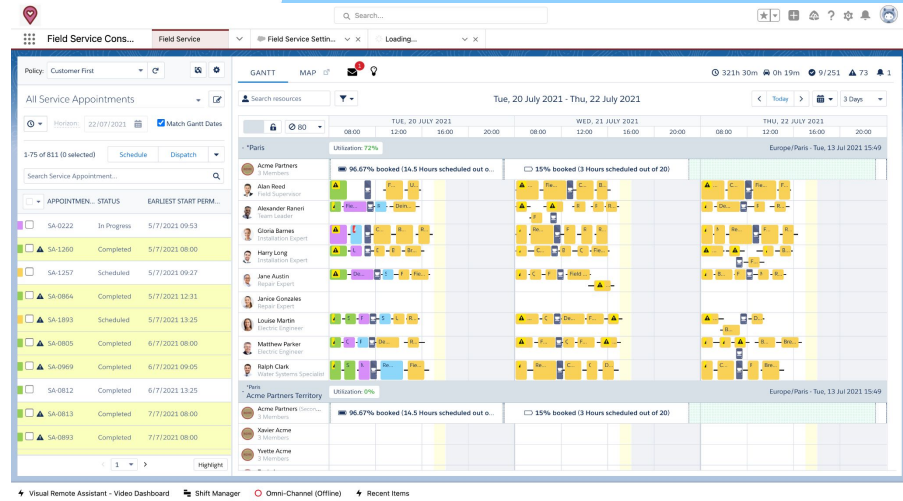 Search...
Field Service Cons...
Field Service
Field Service Settin...
Loading...
Policy: Customer First
GANTT
MAP
1
321h 30m
0h 19m
9/251
73
1
All Service Appointments
Search resources
Tue, 20 July 2021 - Thu, 22 July 2021
Today
3 Days
Horizon: 22/07/2021
Match Gantt Dates
80
TUE, 20 JULY 2021
WED, 21 JULY 2021
THU, 22 JULY 2021
08:00 12:00 16:00 20:00 08:00 12:00 16:00 20:00 08:00 12:00 16:00 20:00
1-75 of 811 (0 selected)
Schedule
Dispatch
*Paris
Utilization: 72%
Europe/Paris - Tue, 13 Jul 2021 15:49
Search Service Appointment...
Acme Partners
3 Members
96.67% booked (14.5 Hours scheduled out o...
15% booked (3 Hours scheduled out of 20)
APPOINTMEN... STATUS EARLIEST START PERM...
Alan Reed
Field Supervisor
SA-0222 In Progress 5/7/2021 09:53
Alexander Raneri
Team Leader
SA-1260 Completed 5/7/2021 08:00
Gloria Barnes
Installation Expert
SA-1257 Scheduled 5/7/2021 09:27
Harry Long
Installation Expert
SA-0864 Completed 5/7/2021 12:31
Jane Austin
Repair Expert
SA-1893 Scheduled 5/7/2021 13:25
Janice Gonzales
Repair Expert
SA-0805 Completed 6/7/2021 08:00
Louise Martin
Electric Engineer
SA-0969 Completed 6/7/2021 09:05
Matthew Parker
Electric Engineer
SA-0812 Completed 6/7/2021 13:25
Ralph Clark
Water Systems Specialist
SA-0813 Completed 7/7/2021 08:00
*Paris
Acme Partners Territory
Utilization: 0%
Europe/Paris - Tue, 13 Jul 2021 15:49
SA-0893 Completed 7/7/2021 08:00
Acme Partners (Secon...
3 Members
96.67% booked (14.5 Hours scheduled out o...
15% booked (3 Hours scheduled out of 20)
Xavier Acme
3 Members
Yvette Acme
3 Members
1
Highlight
Visual Remote Assistant - Video Dashboard
Shift Manager
Omni-Channel (Offline)
Recent Items